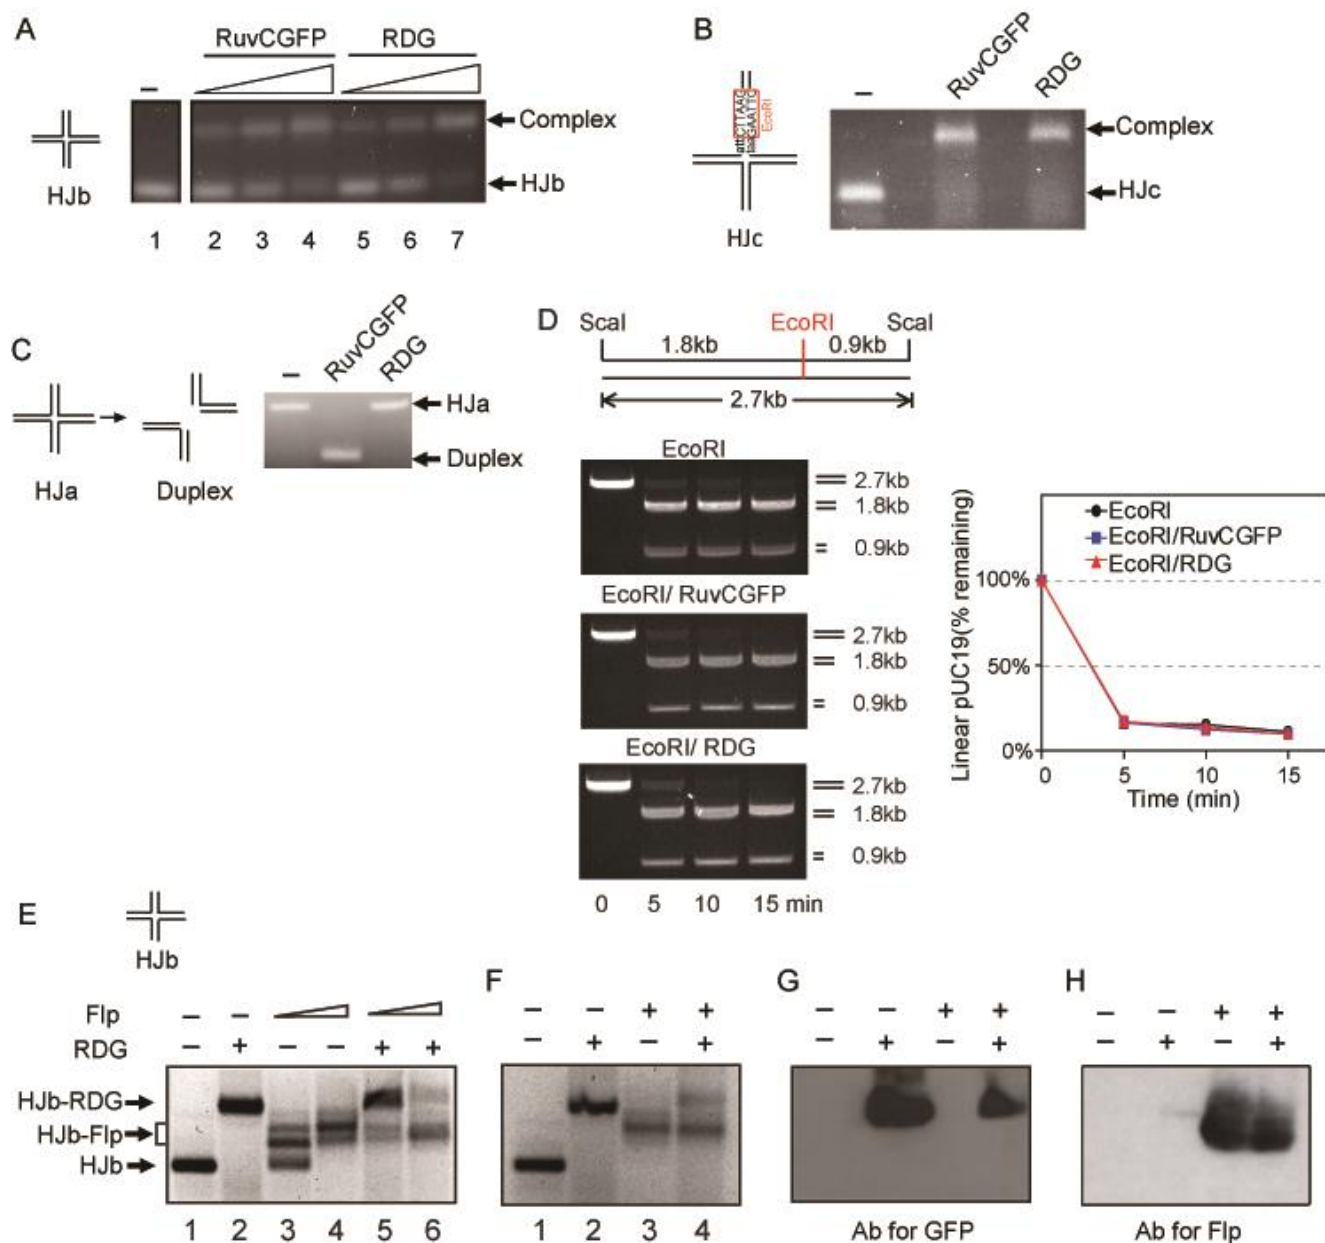 A
RuvCGFP RDG
–
Complex
HJb
HJb
1 2 3 4 5 6 7
B
RuvCGFP
RDG
–
attCTTAAG
taaGAATTC
EcoRI
Complex
HJc
HJc
C
RuvCGFP
RDG
–
HJa
Duplex
HJa Duplex
D
ScaI EcoRI ScaI
1.8kb 0.9kb
2.7kb
EcoRI
2.7kb
1.8kb
0.9kb
EcoRI/ RuvCGFP
2.7kb
1.8kb
0.9kb
EcoRI/ RDG
2.7kb
1.8kb
0.9kb
0 5 10 15 min
Linear pUC19(% remaining)
EcoRI
EcoRI/RuvCGFP
EcoRI/RDG
100%
50%
0%
0 5 10 15
Time (min)
E
HJb
Flp – –
RDG – + – – + +
HJb-RDG
HJb-Flp
HJb
1 2 3 4 5 6
F
– – + +
– + – +
1 2 3 4
G
– – + +
– + – +
Ab for GFP
H
– – + +
– + – +
Ab for Flp